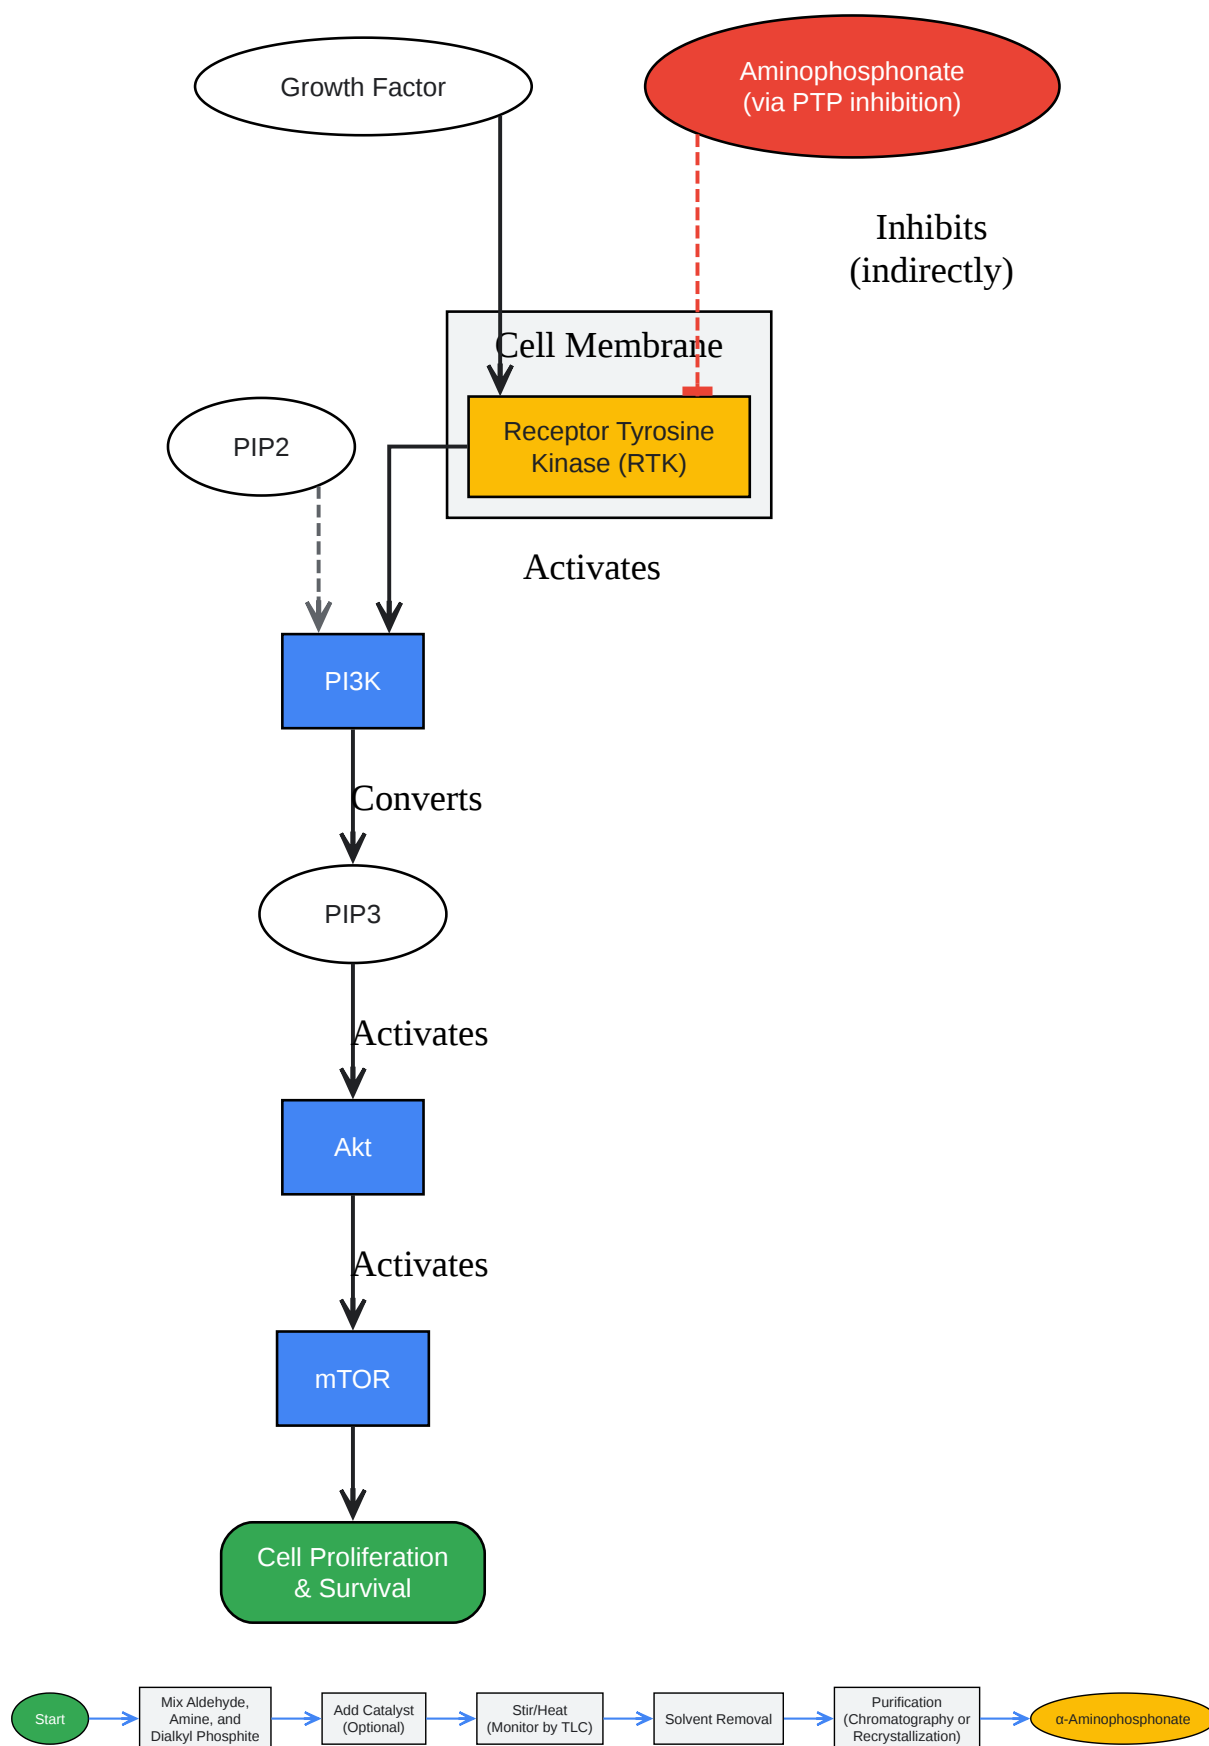 Growth Factor
Aminophosphonate
(via PTP inhibition)
Inhibits
(indirectly)
Cell Membrane
Receptor Tyrosine
Kinase (RTK)
PIP2
Activates
PI3K
Converts
PIP3
Activates
Akt
Activates
mTOR
Cell Proliferation
& Survival
Start
Mix Aldehyde,
Amine, and
Dialkyl Phosphite
Add Catalyst
(Optional)
Stir/Heat
(Monitor by TLC)
Solvent Removal
Purification
(Chromatography or
Recrystallization)
α-Aminophosphonate